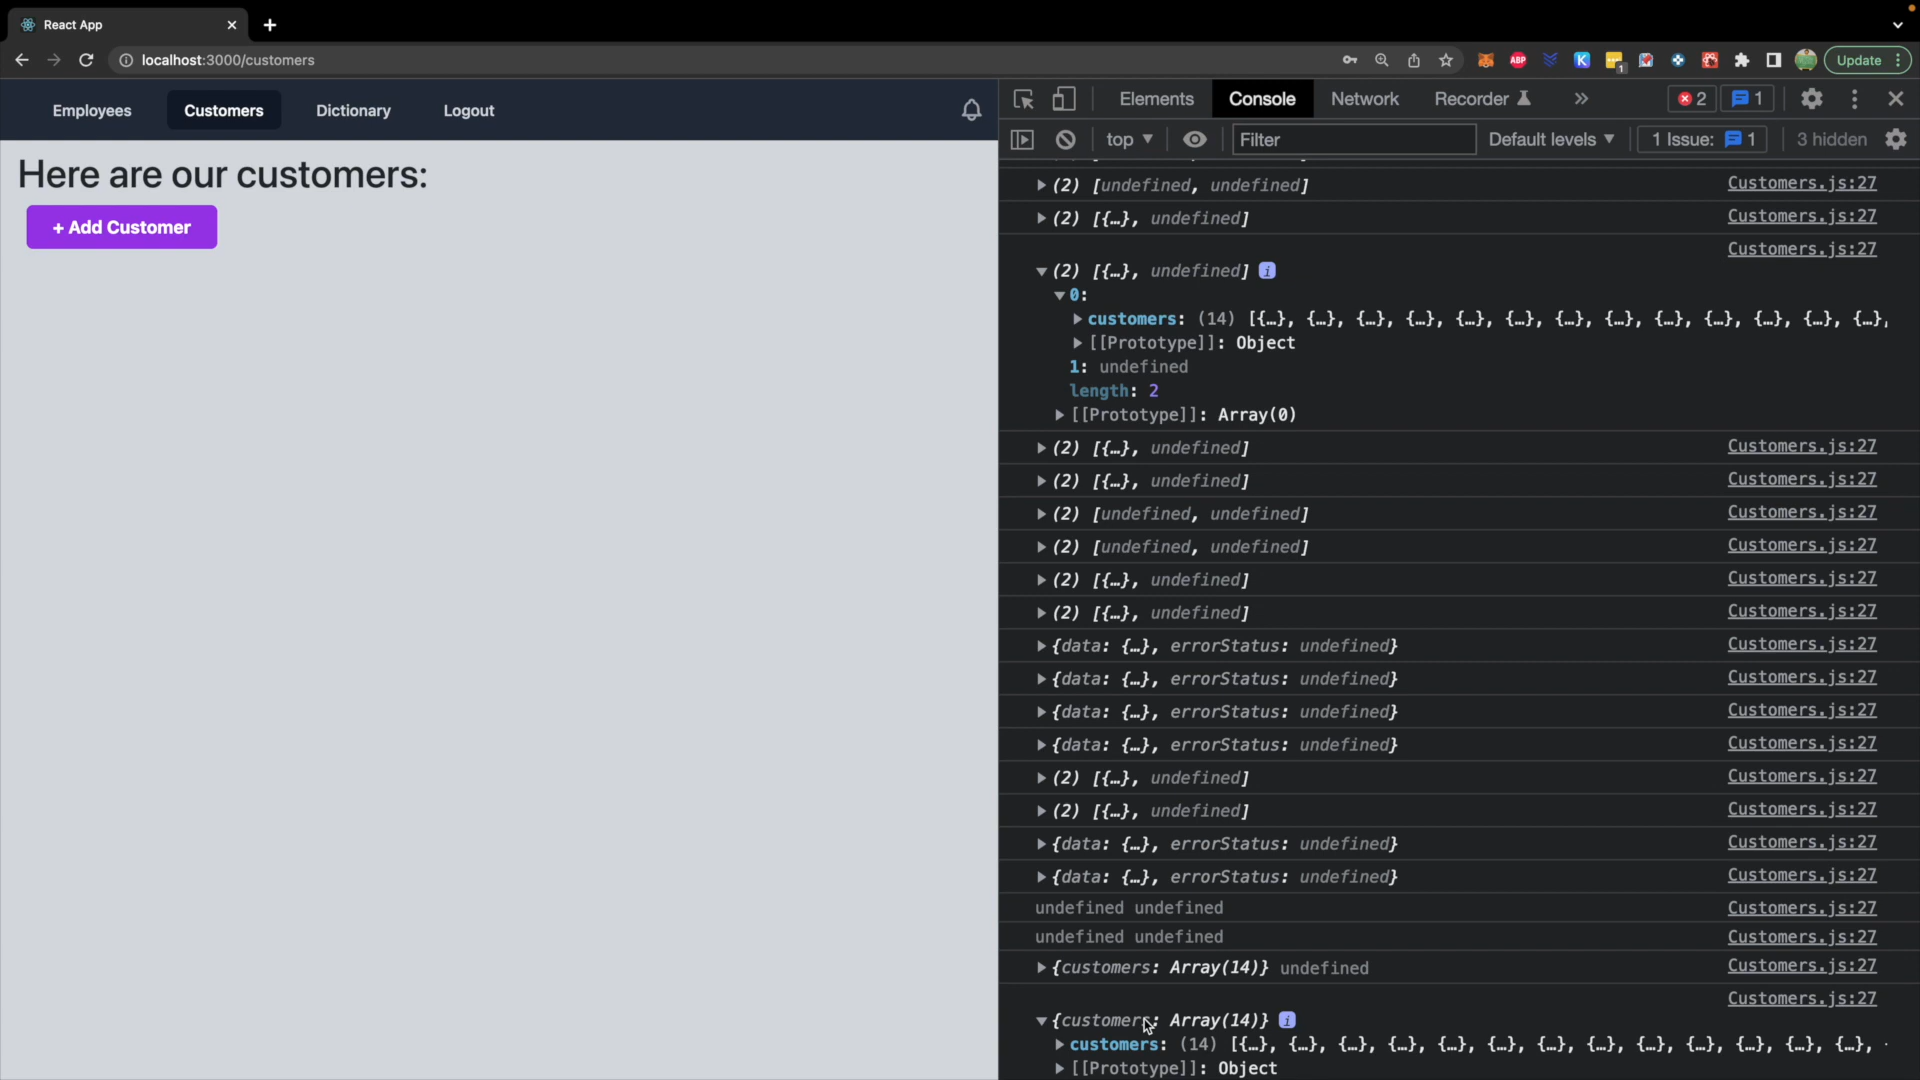 React App
localhost:3000/customers
ABP
K
1
Update
Employees
Customers
Dictionary
Logout
Here are our customers:
+ Add Customer
Elements
Console
Network
Recorder
2
1
top
Filter
Default levels
1 Issue:
1
3 hidden
(2) [undefined, undefined] Customers.js:27
(2) [{…}, undefined] Customers.js:27
Customers.js:27
(2) [{…}, undefined] i
0:
customers: (14) [{…}, {…}, {…}, {…}, {…}, {…}, {…}, {…}, {…}, {…}, {…}, {…}, {…},
[[Prototype]]: Object
1: undefined
length: 2
[[Prototype]]: Array(0)
(2) [{…}, undefined] Customers.js:27
(2) [{…}, undefined] Customers.js:27
(2) [undefined, undefined] Customers.js:27
(2) [undefined, undefined] Customers.js:27
(2) [{…}, undefined] Customers.js:27
(2) [{…}, undefined] Customers.js:27
{data: {…}, errorStatus: undefined} Customers.js:27
{data: {…}, errorStatus: undefined} Customers.js:27
{data: {…}, errorStatus: undefined} Customers.js:27
{data: {…}, errorStatus: undefined} Customers.js:27
(2) [{…}, undefined] Customers.js:27
(2) [{…}, undefined] Customers.js:27
{data: {…}, errorStatus: undefined} Customers.js:27
{data: {…}, errorStatus: undefined} Customers.js:27
undefined undefined Customers.js:27
undefined undefined Customers.js:27
{customers: Array(14)} undefined Customers.js:27
Customers.js:27
{customers: Array(14)} i
customers: (14) [{…}, {…}, {…}, {…}, {…}, {…}, {…}, {…}, {…}, {…}, {…}, {…}, {…},
[[Prototype]]: Object